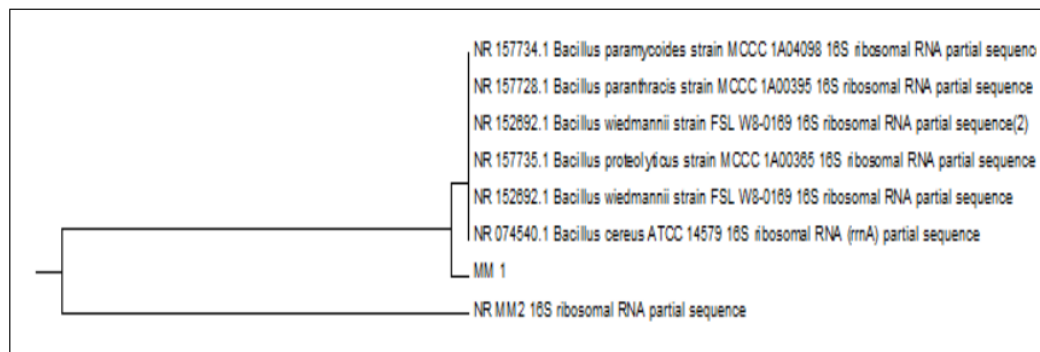 NR 157734.1 Bacillus paramycoides strain MCCC 1A04098 16S ribosomal RNA partial sequenc
NR 157728.1 Bacillus paranthracis strain MCCC 1A00395 16S ribosomal RNA partial sequence
NR 152692.1 Bacillus wiedmannii strain FSL W8-0169 16S ribosomal RNA partial sequence(2)
NR 157735.1 Bacillus proteolyticus strain MCCC 1A00365 16S ribosomal RNA partial sequence
NR 152692.1 Bacillus wiedmannii strain FSL W8-0169 16S ribosomal RNA partial sequence
NR 074540.1 Bacillus cereus ATCC 14579 16S ribosomal RNA (rrnA) partial sequence
MM 1
NR MM2 16S ribosomal RNA partial sequence